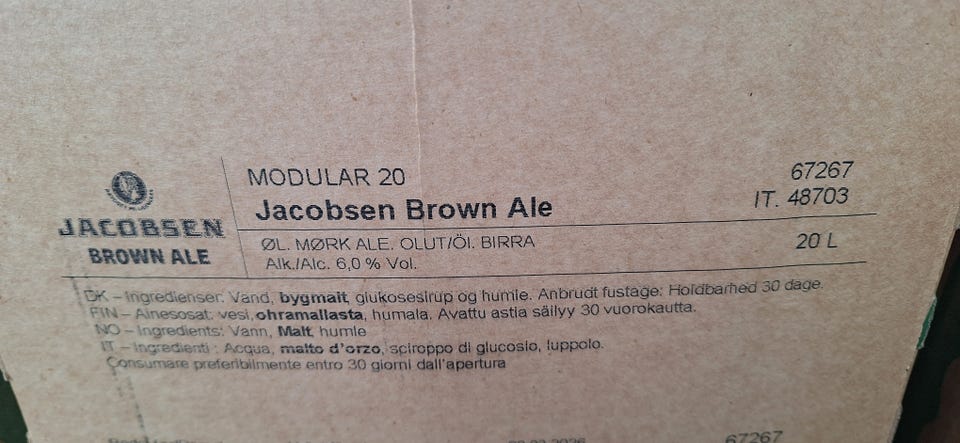 JACOBSEN
BROWN ALE
MODULAR 20
67267
Jacobsen Brown Ale
IT. 48703
ØL. MØRK ALE. OLUT/Öl. BIRRA
20 L
Alk./Alc. 6,0 % Vol.
DK – Ingredienser: Vand, bygmalt, glukosesirup og humle. Anbrudt fustage: Holdbarhed 30 dage.
FIN – Ainesosat: vesi, ohramallasta, humala. Avattu astia säilyy 30 vuorokautta.
NO – Ingredients: Vann, Malt, humle
IT – Ingredienti : Acqua, malto d'orzo, sciroppo di glucosio, luppolo.
Consumare preferibilmente entro 30 giorni dall'apertura
67267